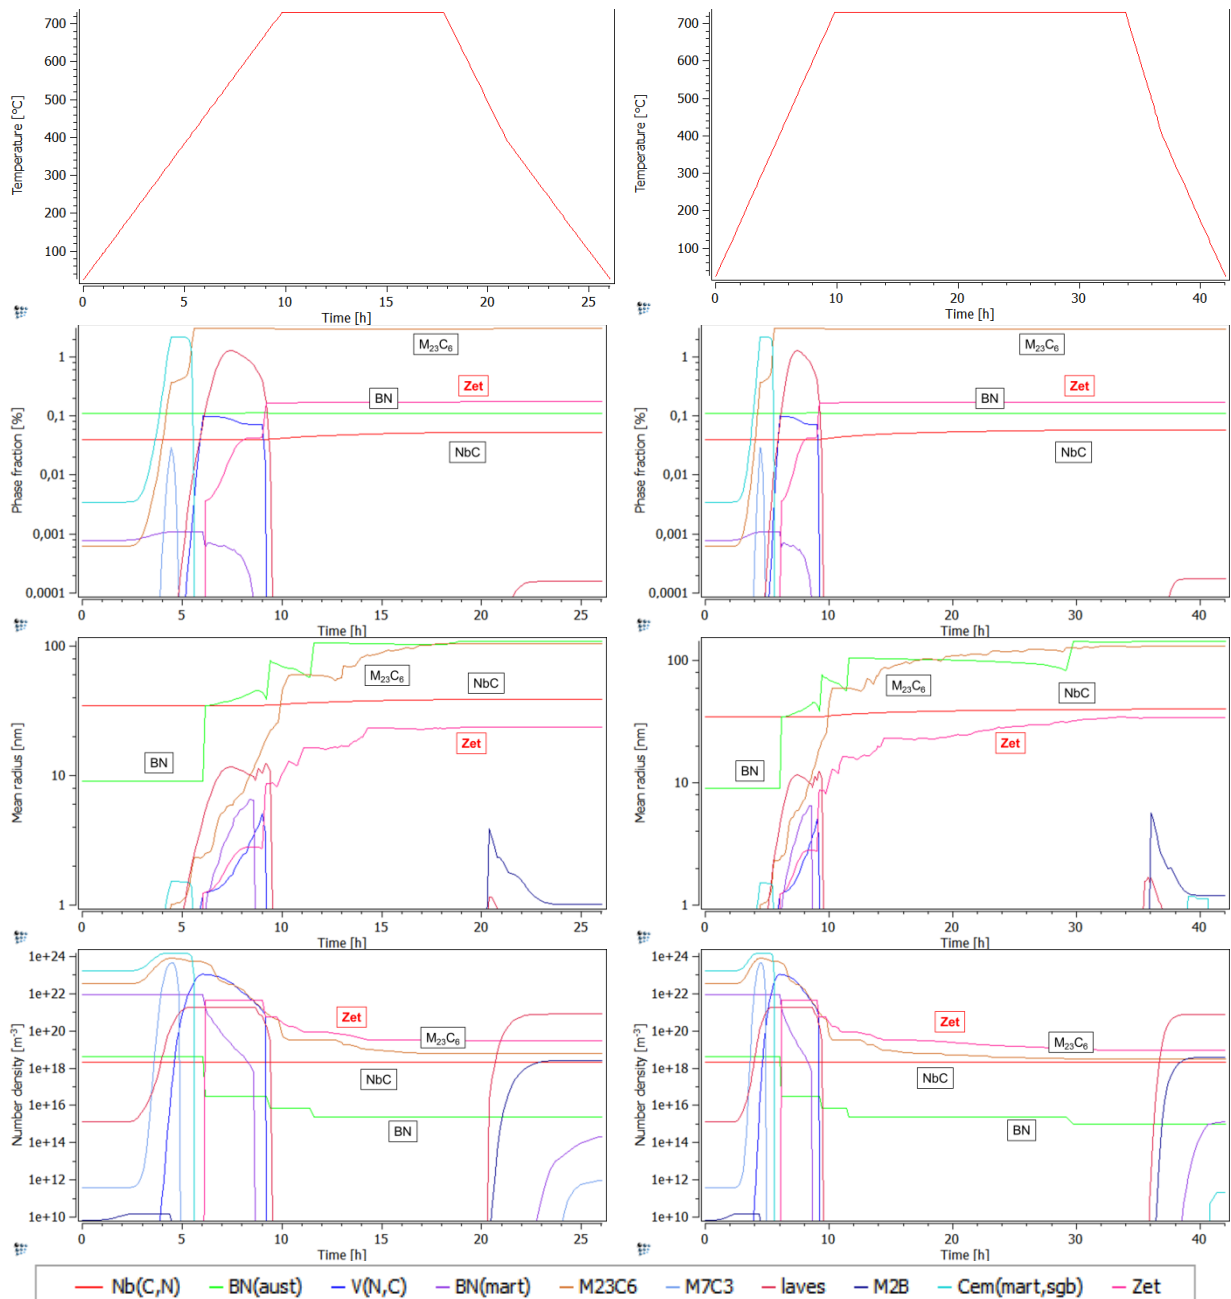 700
600
500
400
300
200
100
Temperature [°C]
0
5
10
15
20
25
Time [h]
700
600
500
400
300
200
100
Temperature [°C]
0
10
20
30
40
Time [h]
1
0,1
0,01
0,001
0,0001
Phase fraction [%]
M23C6
Zet
BN
NbC
0
5
10
15
20
25
Time [h]
1
0,1
0,01
0,001
0,0001
Phase fraction [%]
M23C6
Zet
BN
NbC
0
10
20
30
40
Time [h]
100
10
1
Mean radius [nm]
M23C6
NbC
BN
Zet
0
5
10
15
20
25
Time [h]
100
10
1
Mean radius [nm]
M23C6
NbC
BN
Zet
0
10
20
30
40
Time [h]
1e+24
1e+22
1e+20
1e+18
1e+16
1e+14
1e+12
1e+10
Number density [m-3]
Zet
M23C6
NbC
BN
0
5
10
15
20
25
Time [h]
1e+24
1e+22
1e+20
1e+18
1e+16
1e+14
1e+12
1e+10
Number density [m-3]
Zet
M23C6
NbC
BN
0
10
20
30
40
Time [h]
Nb(C,N) BN(aust) V(N,C) BN(mart) M23C6 M7C3 laves M2B Cem(mart,sgb) Zet